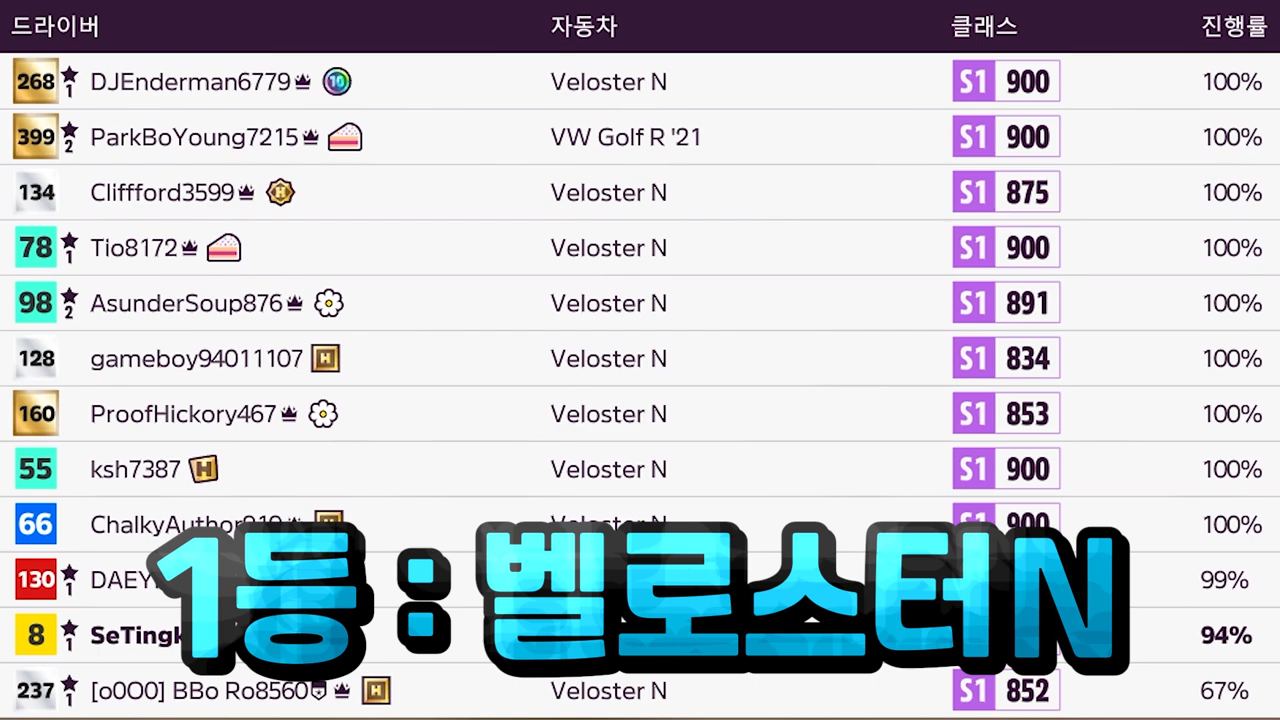 드라이버 자동차 클래스 진행률
268 1 DJEnderman6779 10 Veloster N S1 900 100%
399 2 ParkBoYoung7215 VW Golf R '21 S1 900 100%
134 Cliffford3599 H Veloster N S1 875 100%
78 1 Tio8172 Veloster N S1 900 100%
98 2 AsunderSoup876 Veloster N S1 891 100%
128 gameboy94011107 H Veloster N S1 834 100%
160 ProofHickory467 Veloster N S1 853 100%
55 ksh7387 H Veloster N S1 900 100%
66 Veloster N S1 900 100%
130 1 99%
8 1 94%
237 1 [o0O0] BBo Ro8560 H Veloster N S1 852 67%
1등 : 벨로스터 N